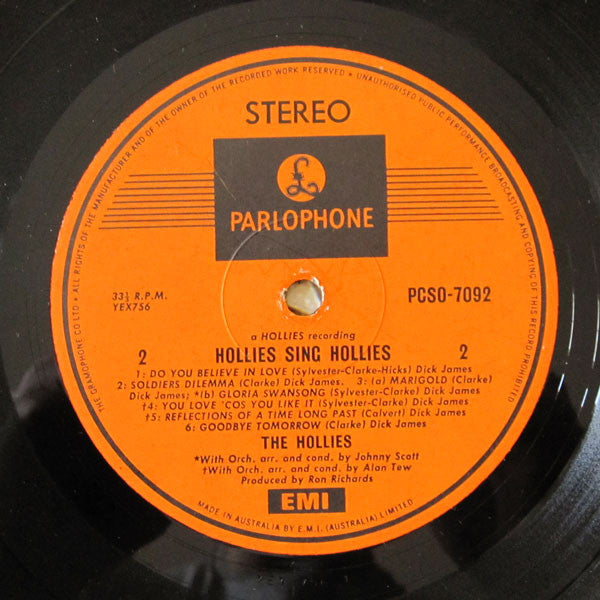 THE GRAMOPHONE CO LTD • ALL RIGHTS OF THE MANUFACTURER AND OF THE OWNER OF THE RECORDED WORK RESERVED • UNAUTHORISED PUBLIC PERFORMANCE BROADCASTING AND COPYING OF THIS RECORD PROHIBITED
STEREO
£
PARLOPHONE
33⅓ R.P.M.
YEX756
PCSO-7092
a HOLLIES recording
2 HOLLIES SING HOLLIES 2
1: DO YOU BELIEVE IN LOVE (Sylvester-Clarke-Hicks) Dick James
2: SOLDIERS DILEMMA (Clarke) Dick James. 3: (a) MARIGOLD (Clarke)
Dick James; *(b) GLORIA SWANSONG (Sylvester-Clarke) Dick James
†4: YOU LOVE 'COS YOU LIKE IT (Sylvester-Clarke) Dick James
†5: REFLECTIONS OF A TIME LONG PAST (Calvert) Dick James
6: GOODBYE TOMORROW (Clarke) Dick James
THE HOLLIES
*With Orch. arr. and cond. by Johnny Scott
†With Orch. arr. and cond. by Alan Tew
Produced by Ron Richards
EMI
MADE IN AUSTRALIA BY E.M.I. (AUSTRALIA) LIMITED